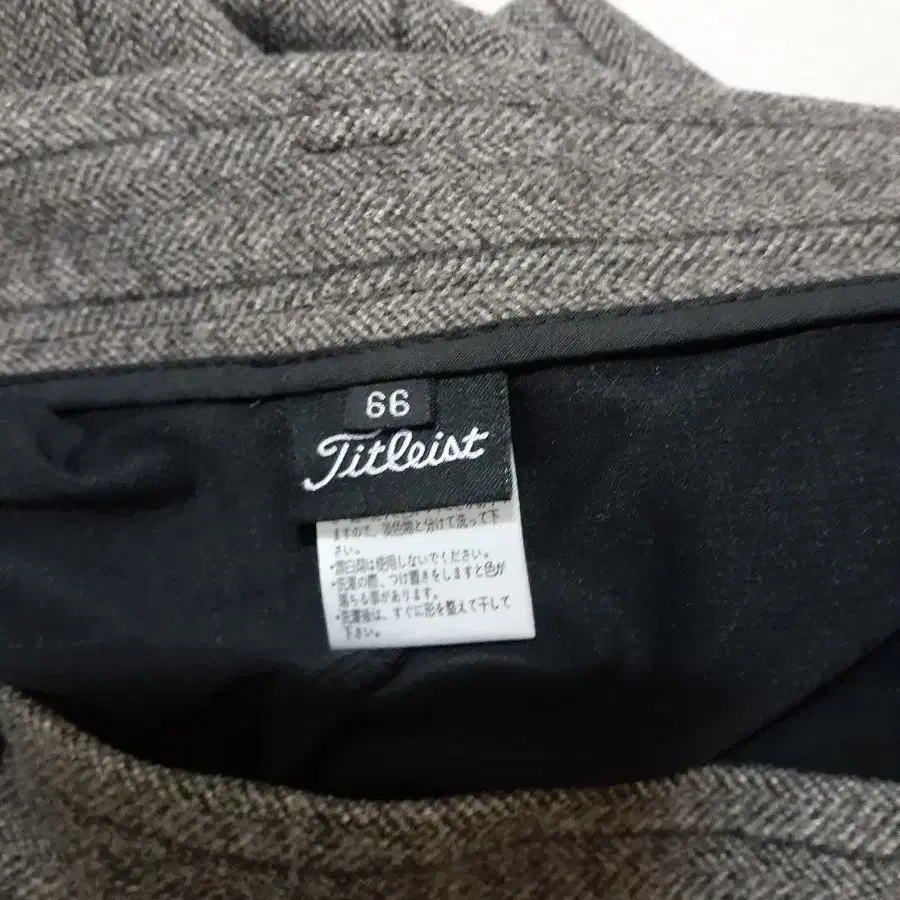 66
Titleist
ますので、淡色物と分けて洗って下
さい。
・漂白剤は使用しないでください。
・洗濯の際、つけ置きをしますと色が
落ちる事があります。
・洗濯後は、すぐに形を整えて干して
下さい。